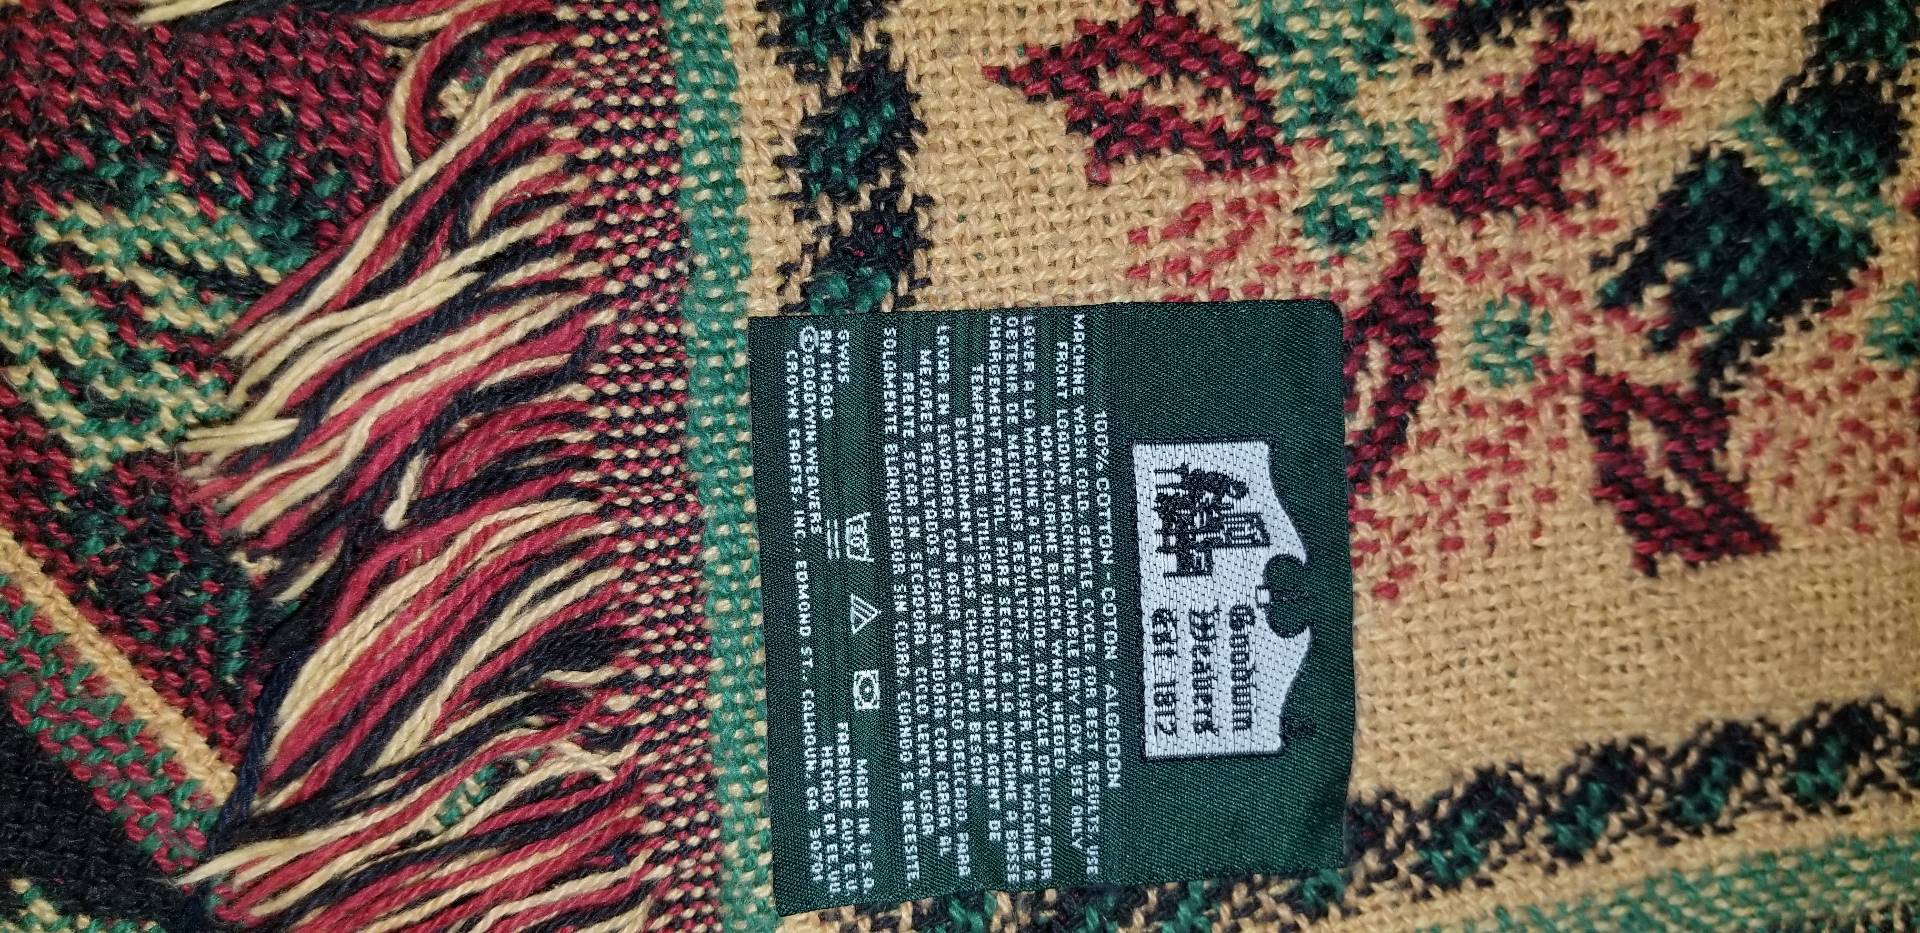 Goodwin
Weavers
Est. 1812
100% COTTON - COTON - ALGODON
MACHINE WASH COLD GENTLE CYCLE FOR BEST RESULTS, USE
FRONT LOADING MACHINE. TUMBLE DRY LOW. USE ONLY
NON-CHLORINE BLEACH WHEN NEEDED.
LAVER A LA MACHINE A L'EAU FROIDE, AU CYCLE DELICAT POUR
OBTENIR DE MEILLEURS RESULTATS, UTILISER UNE MACHINE A
CHARGEMENT FRONTAL. FAIRE SECHER A LA MACHINE A BASSE
TEMPERATURE. UTILISER UNIQUEMENT UN AGENT DE
BLANCHIMENT SANS CHLORE AU BESOIN.
LAVAR EN LAVADORA CON AGUA FRIA, CICLO DELICADO PARA
MEJORES RESULTADOS, USAR LAVADORA CON CARGA AL
FRENTE. SECAR EN SECADORA, CICLO LENTO. USAR
SOLAMENTE BLANQUEADOR SIN CLORO, CUANDO SE NECESITE.
GWUS
RN 14960
MADE IN U.S.A.
FABRIQUE AUX E.U
HECHO EN EE.UU
©GOODWIN WEAVERS
CROWN CRAFTS, INC., EDMOND ST., CALHOUN, GA 30701